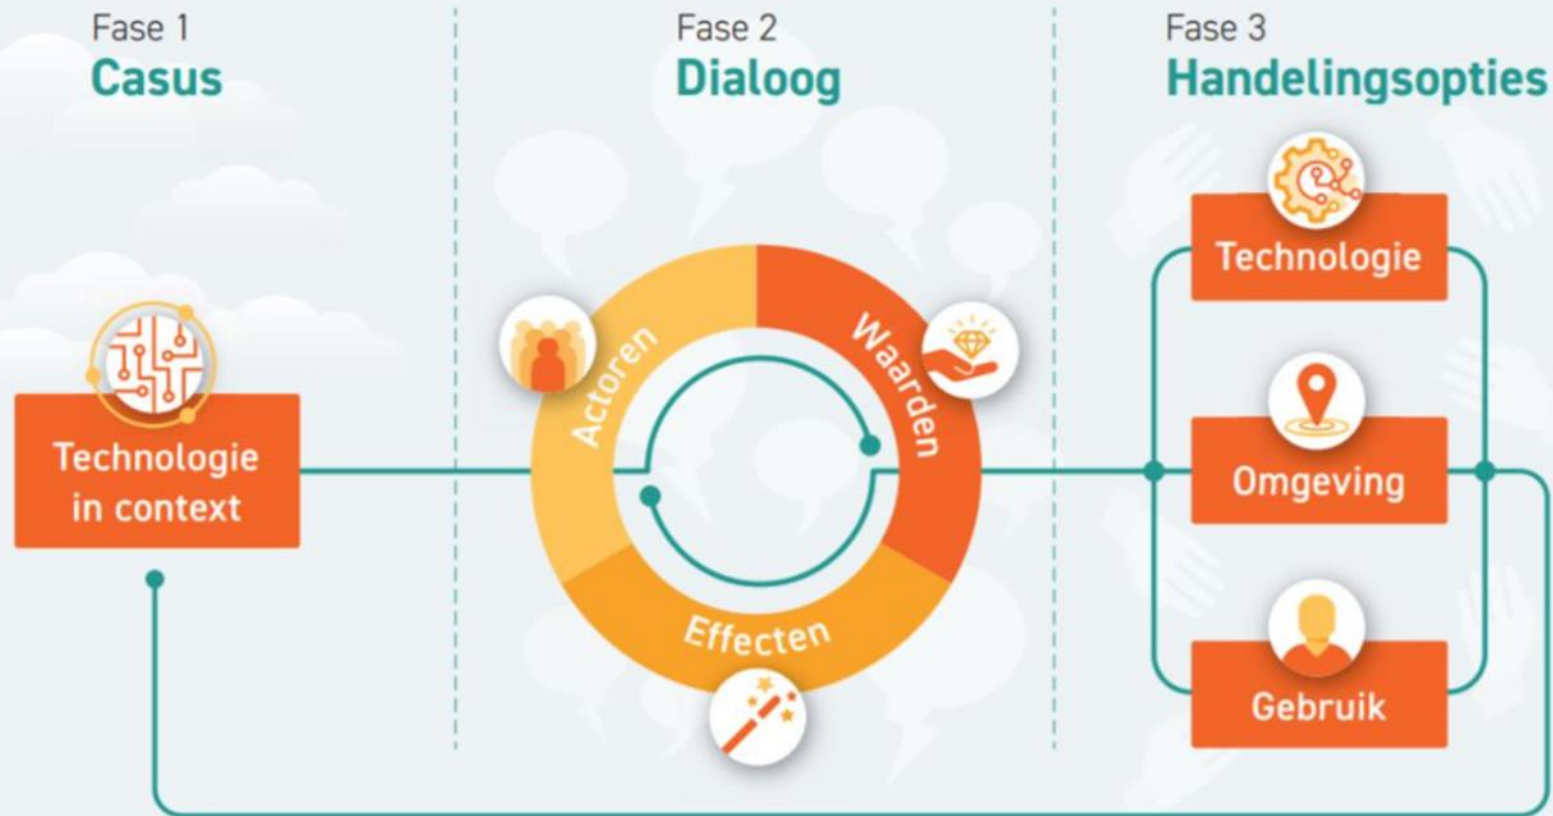 Fase 1
Casus
Technologie
in context
Fase 2
Dialoog
Actoren
Waarden
Effecten
Fase 3
Handelingsopties
Technologie
Omgeving
Gebruik